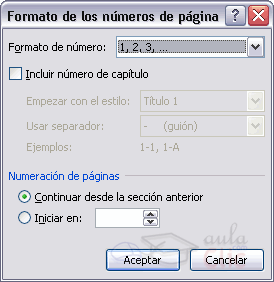 Formato de los números de página
Formato de número: 1, 2, 3, ...
Incluir número de capítulo
Empezar con el estilo: Título 1
Usar separador: - (guión)
Ejemplos: 1-1, 1-A
Numeración de páginas
Continuar desde la sección anterior
Iniciar en:
aula
Aceptar Cancelar